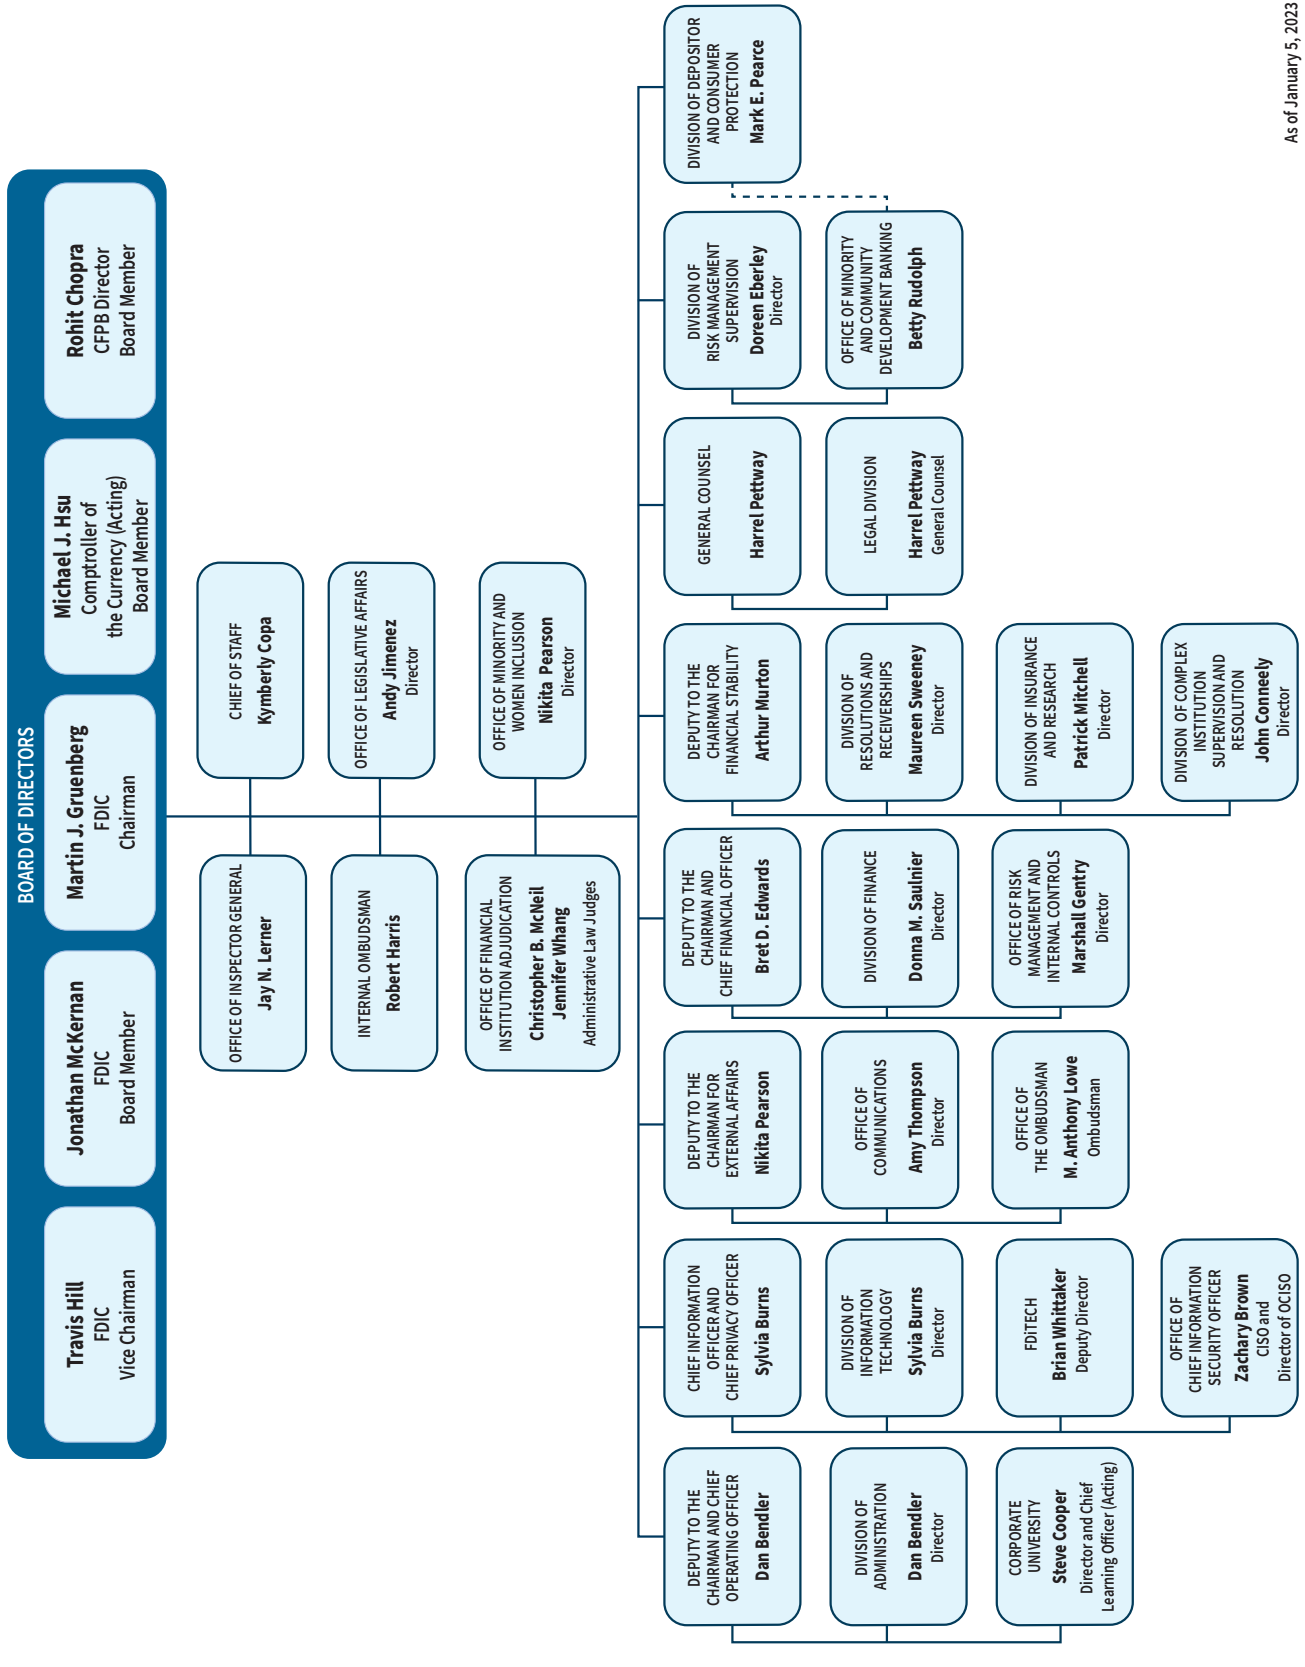 BOARD OF DIRECTORS
Travis Hill
FDIC
Vice Chairman
Jonathan McKernan
FDIC
Board Member
Martin J. Gruenberg
FDIC
Chairman
Michael J. Hsu
Comptroller of
the Currency (Acting)
Board Member
Rohit Chopra
CFPB Director
Board Member
OFFICE OF INSPECTOR GENERAL
Jay N. Lerner
CHIEF OF STAFF
Kymberly Copa
INTERNAL OMBUDSMAN
Robert Harris
OFFICE OF LEGISLATIVE AFFAIRS
Andy Jimenez
Director
OFFICE OF FINANCIAL
INSTITUTION ADJUDICATION
Christopher B. McNeil
Jennifer Whang
Administrative Law Judges
OFFICE OF MINORITY AND
WOMEN INCLUSION
Nikita Pearson
Director
DEPUTY TO THE
CHAIRMAN AND CHIEF
OPERATING OFFICER
Dan Bendler
DIVISION OF
ADMINISTRATION
Dan Bendler
Director
CORPORATE
UNIVERSITY
Steve Cooper
Director and Chief
Learning Officer (Acting)
CHIEF INFORMATION
OFFICER AND
CHIEF PRIVACY OFFICER
Sylvia Burns
DIVISION OF
INFORMATION
TECHNOLOGY
Sylvia Burns
Director
FDiTECH
Brian Whittaker
Deputy Director
OFFICE OF
CHIEF INFORMATION
SECURITY OFFICER
Zachary Brown
CISO and
Director of OCISO
DEPUTY TO THE
CHAIRMAN FOR
EXTERNAL AFFAIRS
Nikita Pearson
OFFICE OF
COMMUNICATIONS
Amy Thompson
Director
OFFICE OF
THE OMBUDSMAN
M. Anthony Lowe
Ombudsman
DEPUTY TO THE
CHAIRMAN AND
CHIEF FINANCIAL OFFICER
Bret D. Edwards
DIVISION OF FINANCE
Donna M. Saulnier
Director
OFFICE OF RISK
MANAGEMENT AND
INTERNAL CONTROLS
Marshall Gentry
Director
DEPUTY TO THE
CHAIRMAN FOR
FINANCIAL STABILITY
Arthur Murton
DIVISION OF
RESOLUTIONS AND
RECEIVERSHIPS
Maureen Sweeney
Director
DIVISION OF INSURANCE
AND RESEARCH
Patrick Mitchell
Director
DIVISION OF COMPLEX
INSTITUTION
SUPERVISION AND
RESOLUTION
John Conneely
Director
GENERAL COUNSEL
Harrel Pettway
LEGAL DIVISION
Harrel Pettway
General Counsel
DIVISION OF
RISK MANAGEMENT
SUPERVISION
Doreen Eberley
Director
OFFICE OF MINORITY
AND COMMUNITY
DEVELOPMENT BANKING
Betty Rudolph
DIVISION OF DEPOSITOR
AND CONSUMER
PROTECTION
Mark E. Pearce
As of January 5, 2023